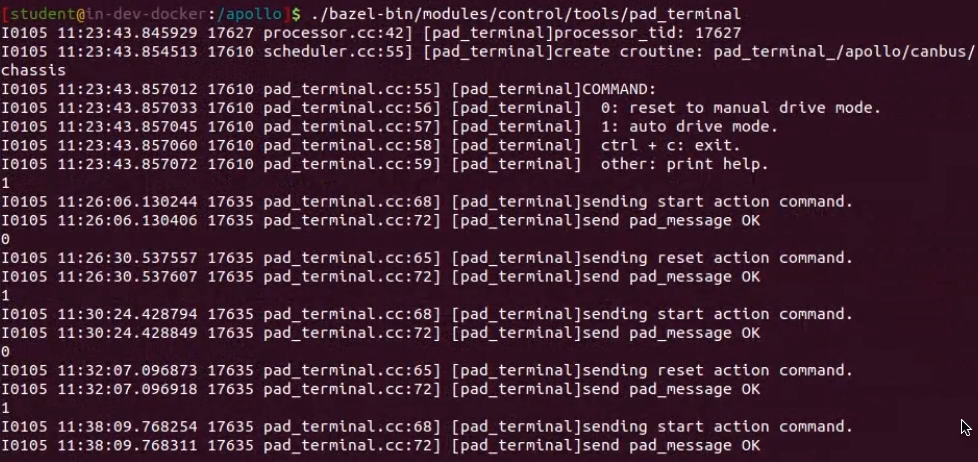 [student@in-dev-docker:/apollo]$ ./bazel-bin/modules/control/tools/pad_terminal
I0105 11:23:43.845929 17627 processor.cc:42] [pad_terminal]processor_tid: 17627
I0105 11:23:43.854513 17610 scheduler.cc:55] [pad_terminal]create croutine: pad_terminal_/apollo/canbus/
chassis
I0105 11:23:43.857012 17610 pad_terminal.cc:55] [pad_terminal]COMMAND:
I0105 11:23:43.857033 17610 pad_terminal.cc:56] [pad_terminal]  0: reset to manual drive mode.
I0105 11:23:43.857045 17610 pad_terminal.cc:57] [pad_terminal]  1: auto drive mode.
I0105 11:23:43.857060 17610 pad_terminal.cc:58] [pad_terminal]  ctrl + c: exit.
I0105 11:23:43.857072 17610 pad_terminal.cc:59] [pad_terminal]  other: print help.
1
I0105 11:26:06.130244 17635 pad_terminal.cc:68] [pad_terminal]sending start action command.
I0105 11:26:06.130406 17635 pad_terminal.cc:72] [pad_terminal]send pad_message OK
0
I0105 11:26:30.537557 17635 pad_terminal.cc:65] [pad_terminal]sending reset action command.
I0105 11:26:30.537607 17635 pad_terminal.cc:72] [pad_terminal]send pad_message OK
1
I0105 11:30:24.428794 17635 pad_terminal.cc:68] [pad_terminal]sending start action command.
I0105 11:30:24.428849 17635 pad_terminal.cc:72] [pad_terminal]send pad_message OK
0
I0105 11:32:07.096873 17635 pad_terminal.cc:65] [pad_terminal]sending reset action command.
I0105 11:32:07.096918 17635 pad_terminal.cc:72] [pad_terminal]send pad_message OK
1
I0105 11:38:09.768254 17635 pad_terminal.cc:68] [pad_terminal]sending start action command.
I0105 11:38:09.768311 17635 pad_terminal.cc:72] [pad_terminal]send pad_message OK